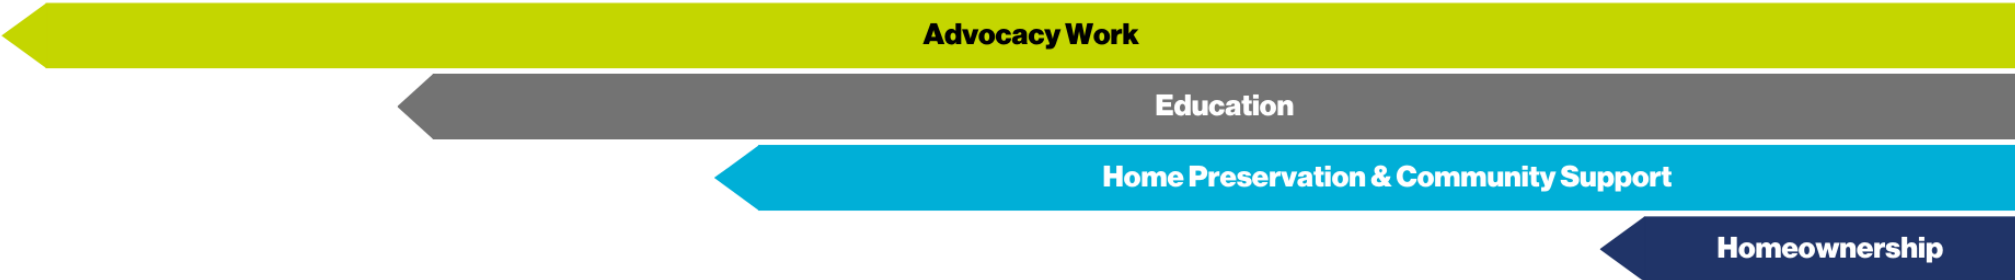 Advocacy Work
Education
Home Preservation & Community Support
Homeownership